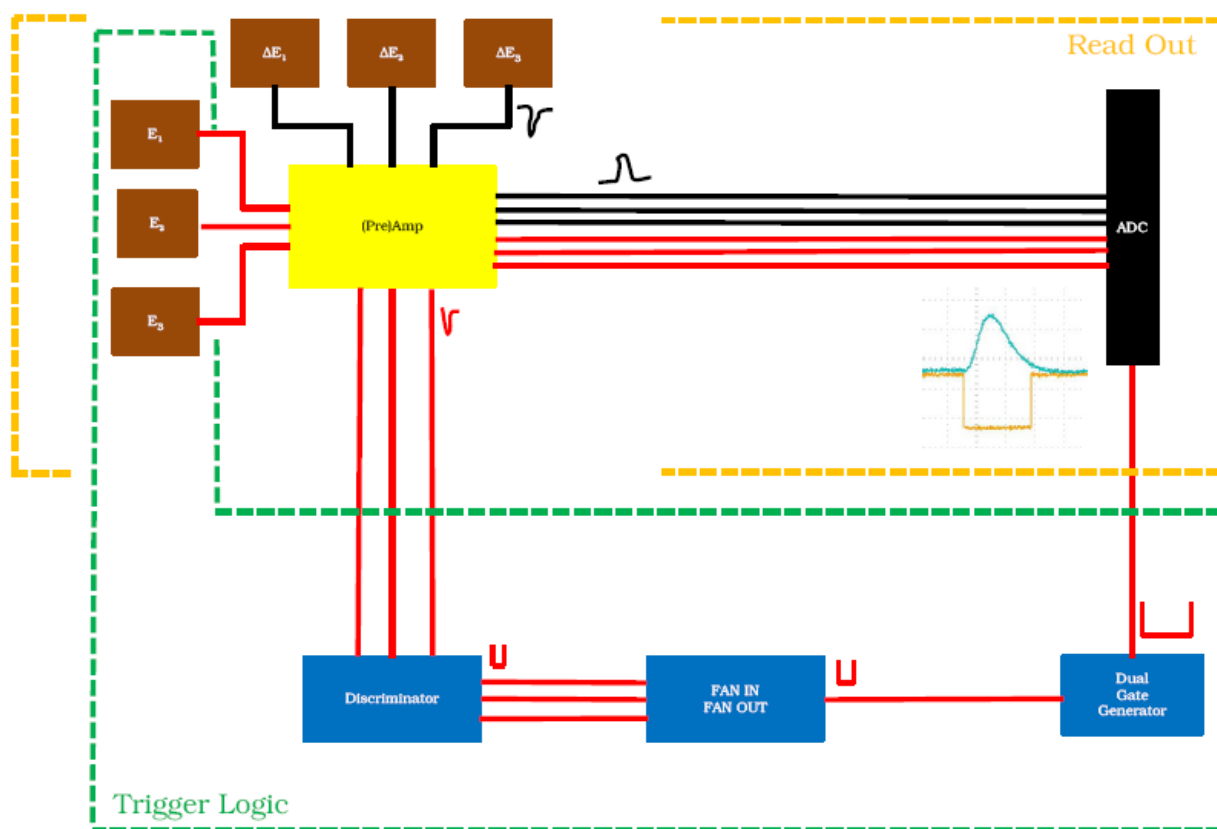 ΔE₁
ΔE₂
ΔE₃
Read Out
E₁
E₂
E₃
(Pre)Amp
ADC
Discriminator
FAN IN
FAN OUT
Dual
Gate
Generator
Trigger Logic